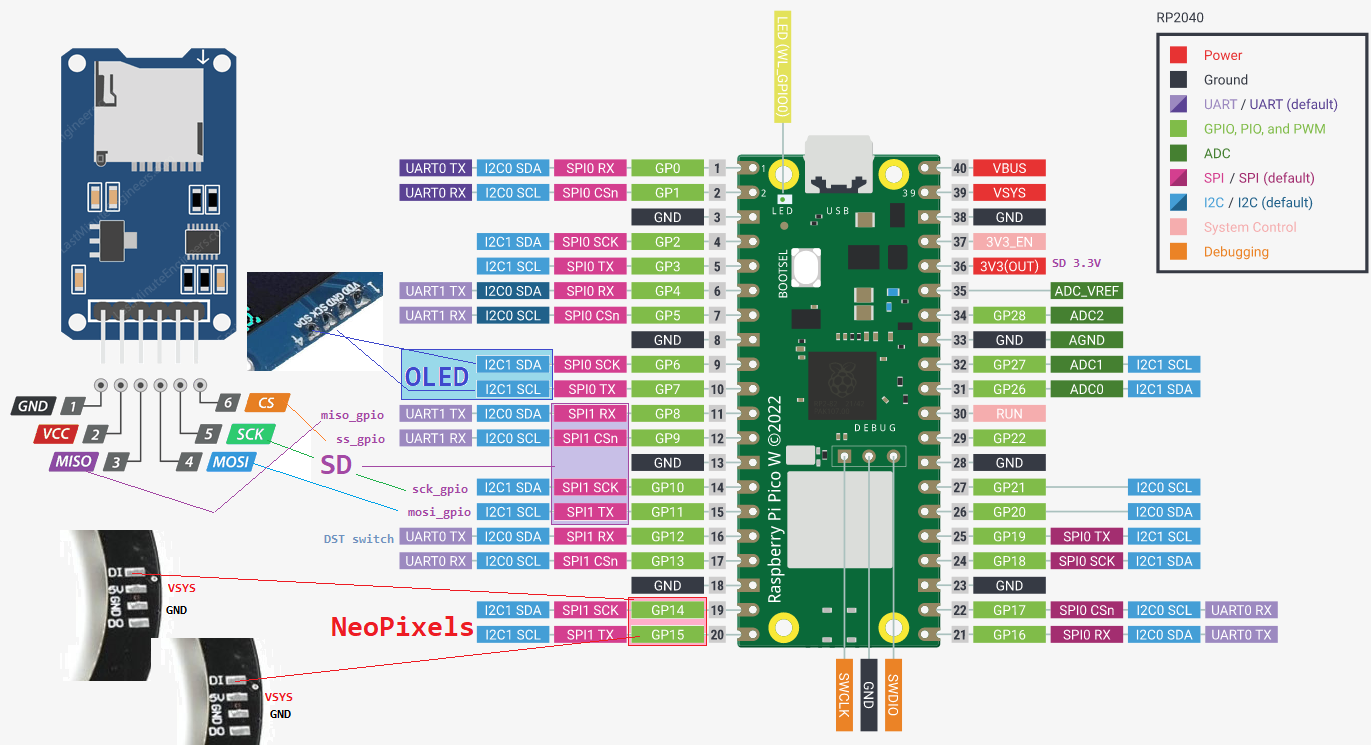 RP2040
Power
Ground
UART / UART (default)
GPIO, PIO, and PWM
ADC
SPI / SPI (default)
I2C / I2C (default)
System Control
Debugging
LED (WL_GPIO0)
UART0 TX I2C0 SDA SPI0 RX GP0 1
UART0 RX I2C0 SCL SPI0 CSn GP1 2
GND 3
I2C1 SDA SPI0 SCK GP2 4
I2C1 SCL SPI0 TX GP3 5
UART1 TX I2C0 SDA SPI0 RX GP4 6
UART1 RX I2C0 SCL SPI0 CSn GP5 7
GND 8
OLED
I2C1 SDA SPI0 SCK GP6 9
I2C1 SCL SPI0 TX GP7 10
miso_gpio UART1 TX I2C0 SDA SPI1 RX GP8 11
ss_gpio UART1 RX I2C0 SCL SPI1 CSn GP9 12
SD GND 13
sck_gpio I2C1 SDA SPI1 SCK GP10 14
mosi_gpio I2C1 SCL SPI1 TX GP11 15
DST switch UART0 TX I2C0 SDA SPI1 RX GP12 16
UART0 RX I2C0 SCL SPI1 CSn GP13 17
GND 18
I2C1 SDA SPI1 SCK GP14 19
I2C1 SCL SPI1 TX GP15 20
NeoPixels
40 VBUS
39 VSYS
38 GND
37 3V3_EN
36 3V3(OUT) SD 3.3V
35 ADC_VREF
34 GP28 ADC2
33 GND AGND
32 GP27 ADC1 I2C1 SCL
31 GP26 ADC0 I2C1 SDA
30 RUN
29 GP22
28 GND
27 GP21 I2C0 SCL
26 GP20 I2C0 SDA
25 GP19 SPI0 TX I2C1 SCL
24 GP18 SPI0 SCK I2C1 SDA
23 GND
22 GP17 SPI0 CSn I2C0 SCL UART0 RX
21 GP16 SPI0 RX I2C0 SDA UART0 TX
1
2
39
LED
USB
BOOTSEL
DEBUG
Raspberry Pi Pico W ©2022
SWCLK
GND
SWDIO
VDD GND SCK SDA
1
4
GND 1
VCC 2
MISO 3
4 MOSI
5 SCK
6 CS
DI
5V
GND
DO
VSYS
GND
DI
5V
GND
DO
VSYS
GND